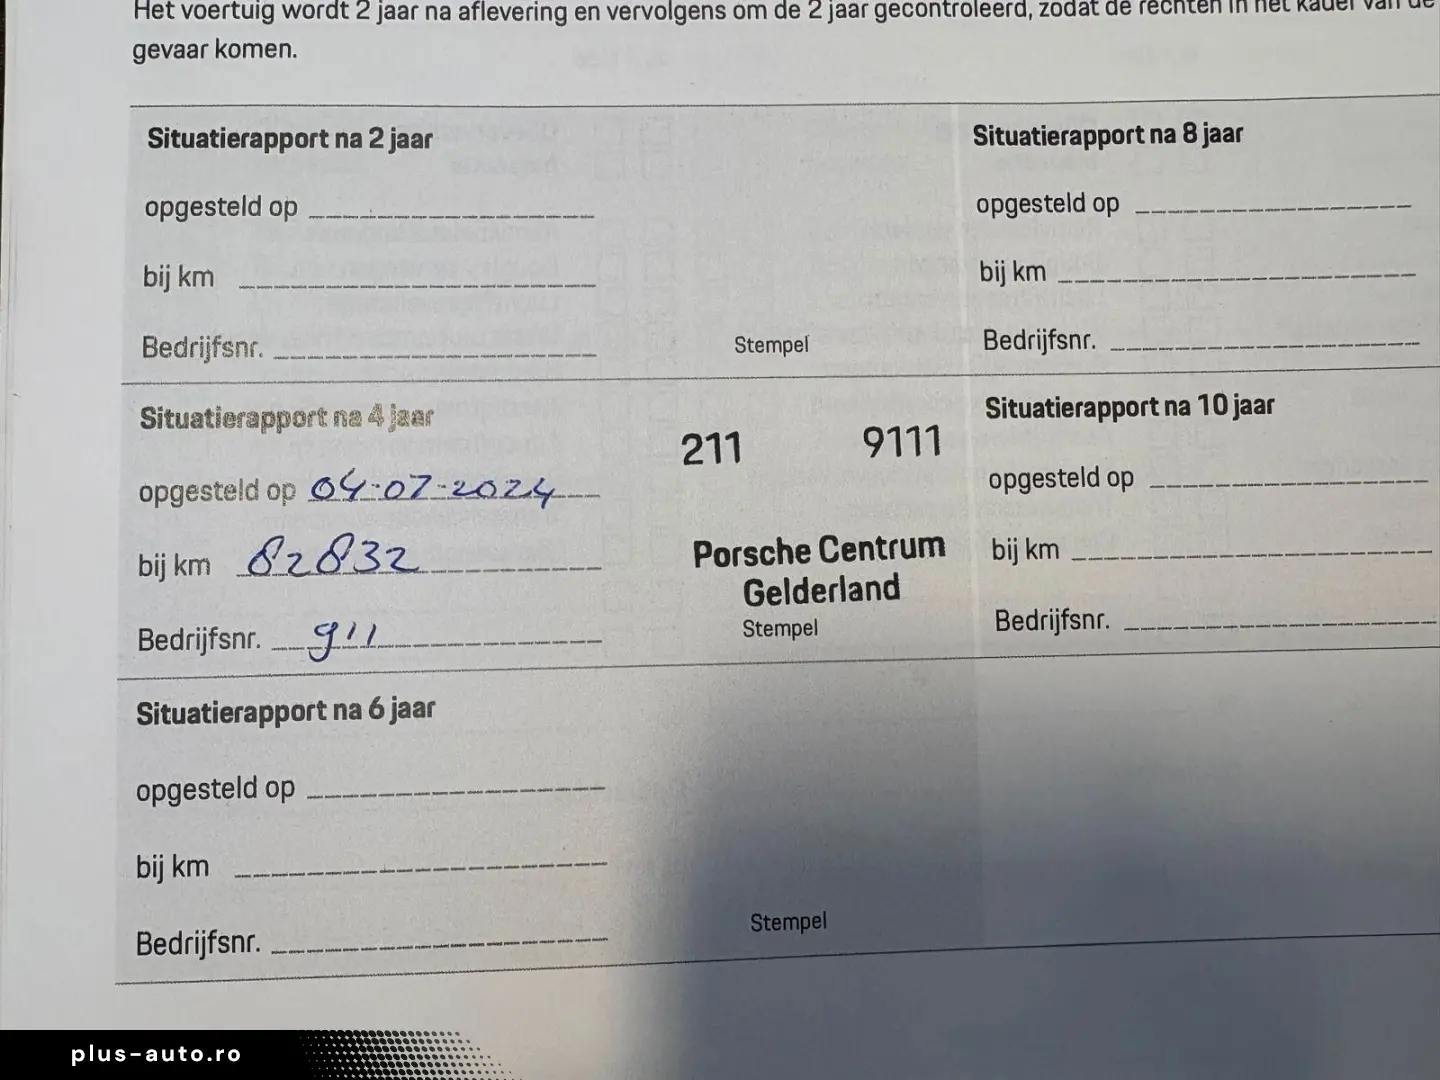 Het voertuig wordt 2 jaar na aflevering en vervolgens om de 2 jaar gecontroleerd, zodat de rechten in het kader van de
gevaar komen.
Situatierapport na 2 jaar
opgesteld op
bij km
Bedrijfsnr.
Stempel
Situatierapport na 8 jaar
opgesteld op
bij km
Bedrijfsnr.
Situatierapport na 4 jaar
opgesteld op 04-07-2024
bij km 82832
Bedrijfsnr. 911
211 9111
Porsche Centrum
Gelderland
Stempel
Situatierapport na 10 jaar
opgesteld op
bij km
Bedrijfsnr.
Situatierapport na 6 jaar
opgesteld op
bij km
Bedrijfsnr.
Stempel
plus-auto.ro